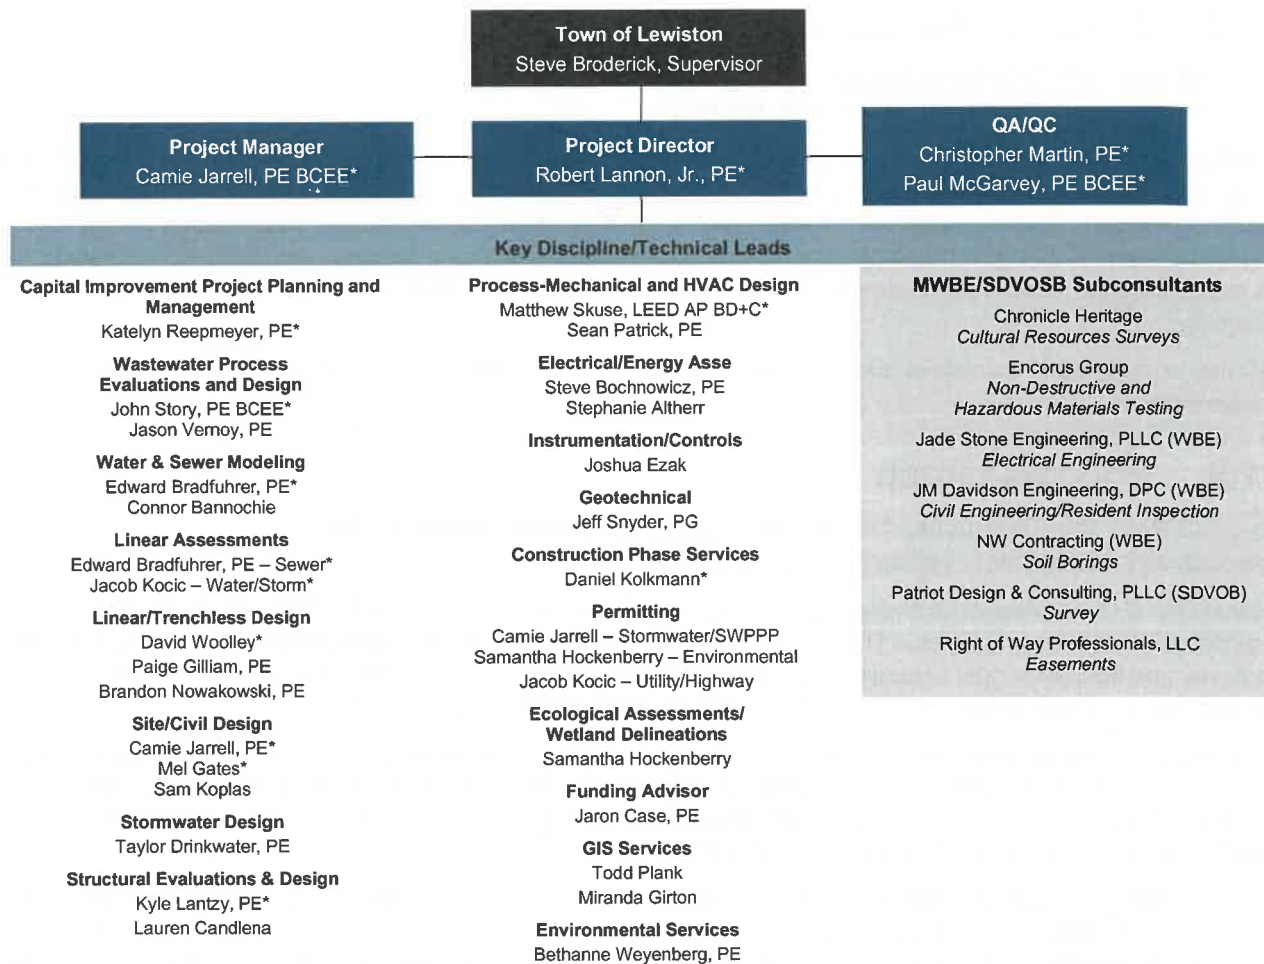 Town of Lewiston
Steve Broderick, Supervisor
Project Manager
Camie Jarrell, PE BCEE*
Project Director
Robert Lannon, Jr., PE*
QA/QC
Christopher Martin, PE*
Paul McGarvey, PE BCEE*
Key Discipline/Technical Leads
Capital Improvement Project Planning and
Management
Katelyn Reepmeyer, PE*
Wastewater Process
Evaluations and Design
John Story, PE BCEE*
Jason Vernoy, PE
Water & Sewer Modeling
Edward Bradfuhrer, PE*
Connor Bannochie
Linear Assessments
Edward Bradfuhrer, PE – Sewer*
Jacob Kocic – Water/Storm*
Linear/Trenchless Design
David Woolley*
Paige Gilliam, PE
Brandon Nowakowski, PE
Site/Civil Design
Camie Jarrell, PE*
Mel Gates*
Sam Koplas
Stormwater Design
Taylor Drinkwater, PE
Structural Evaluations & Design
Kyle Lantzy, PE*
Lauren Candlena
Process-Mechanical and HVAC Design
Matthew Skuse, LEED AP BD+C*
Sean Patrick, PE
Electrical/Energy Asse
Steve Bochnowicz, PE
Stephanie Altherr
Instrumentation/Controls
Joshua Ezak
Geotechnical
Jeff Snyder, PG
Construction Phase Services
Daniel Kolkmann*
Permitting
Camie Jarrell – Stormwater/SWPPP
Samantha Hockenberry – Environmental
Jacob Kocic – Utility/Highway
Ecological Assessments/
Wetland Delineations
Samantha Hockenberry
Funding Advisor
Jaron Case, PE
GIS Services
Todd Plank
Miranda Girton
Environmental Services
Bethanne Weyenberg, PE
MWBE/SDVOSB Subconsultants
Chronicle Heritage
Cultural Resources Surveys
Encorus Group
Non-Destructive and
Hazardous Materials Testing
Jade Stone Engineering, PLLC (WBE)
Electrical Engineering
JM Davidson Engineering, DPC (WBE)
Civil Engineering/Resident Inspection
NW Contracting (WBE)
Soil Borings
Patriot Design & Consulting, PLLC (SDVOB)
Survey
Right of Way Professionals, LLC
Easements